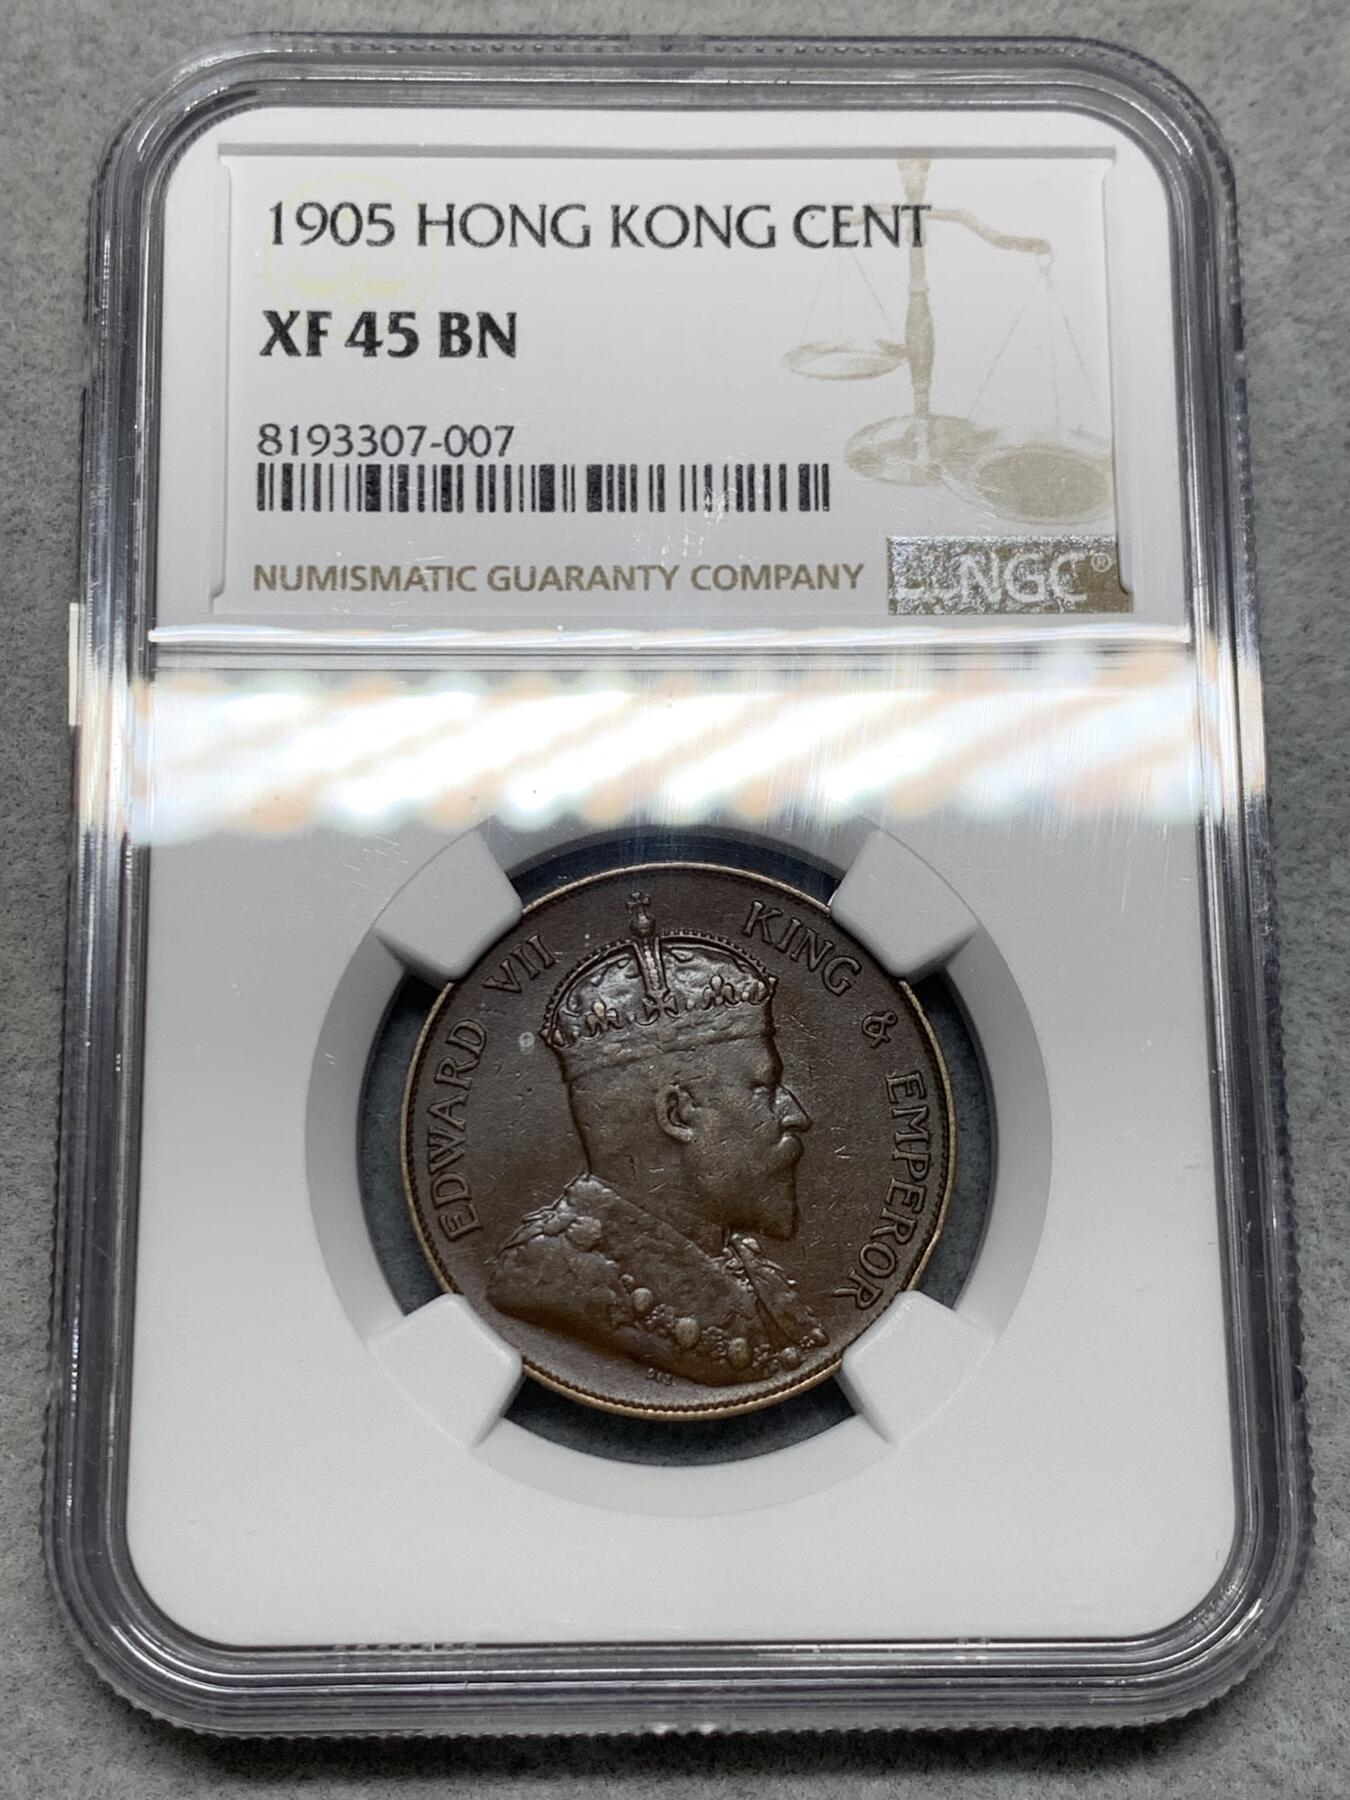 1905 HONG KONG CENT
XF 45 BN
8193307-007
NUMISMATIC GUARANTY COMPANY
NGC®
EDWARD VII KING & EMPEROR